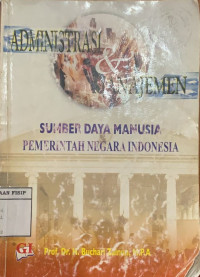 ADMINISTRASI
&
MANAJEMEN
SUMBER DAYA MANUSIA
PEMERINTAH NEGARA INDONESIA
AAN FISIP
GI
Prof. Dr. H. Buchari Zainun, MPA.